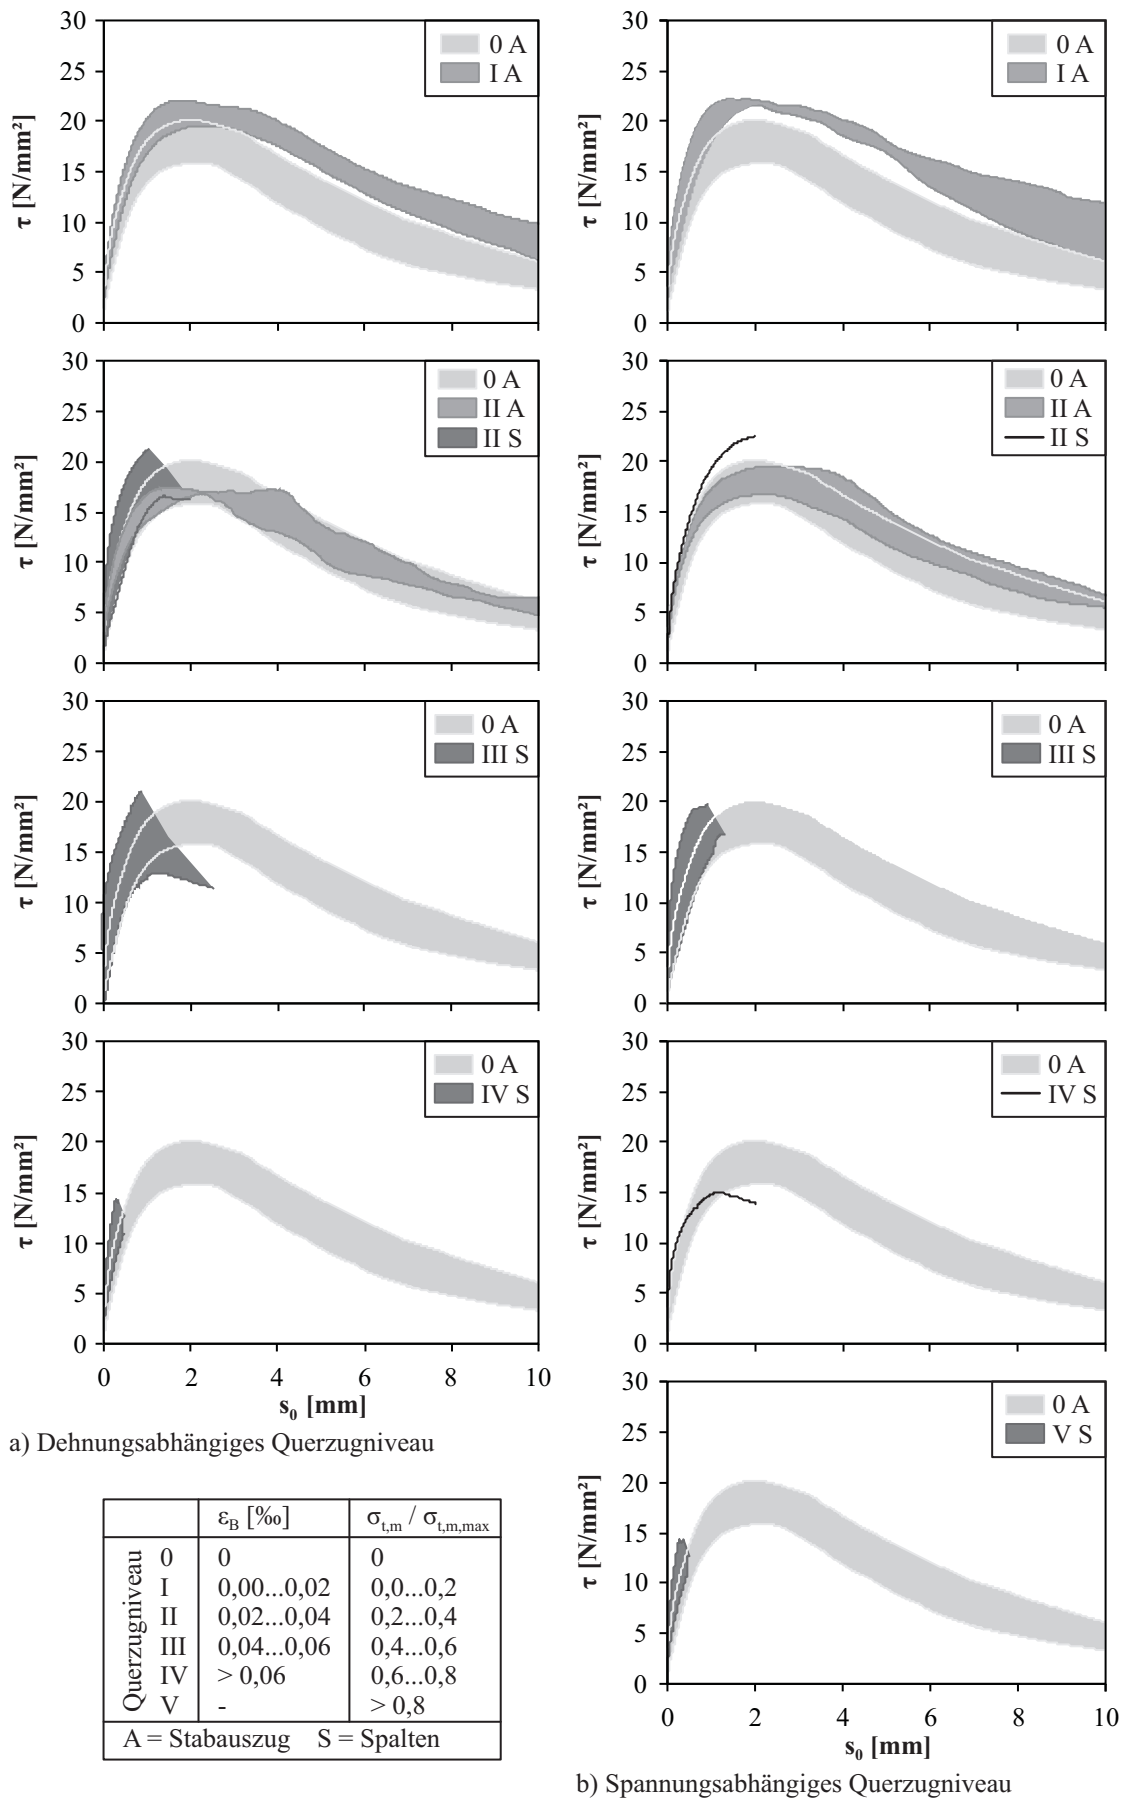 30
25
20
15
10
5
0
τ [N/mm²]
0 A
I A
30
25
20
15
10
5
0
τ [N/mm²]
0 A
I A
30
25
20
15
10
5
0
τ [N/mm²]
0 A
II A
II S
30
25
20
15
10
5
0
τ [N/mm²]
0 A
II A
II S
30
25
20
15
10
5
0
τ [N/mm²]
0 A
III S
30
25
20
15
10
5
0
τ [N/mm²]
0 A
III S
30
25
20
15
10
5
0
τ [N/mm²]
0 A
IV S
0 2 4 6 8 10
s₀ [mm]
a) Dehnungsabhängiges Querzugniveau
30
25
20
15
10
5
0
τ [N/mm²]
0 A
IV S
30
25
20
15
10
5
0
τ [N/mm²]
0 A
V S
0 2 4 6 8 10
s₀ [mm]
b) Spannungsabhängiges Querzugniveau
ε_B [‰] σ_t,m / σ_t,m,max
Querzugniveau
0 0 0
I 0,00...0,02 0,0...0,2
II 0,02...0,04 0,2...0,4
III 0,04...0,06 0,4...0,6
IV > 0,06 0,6...0,8
V - > 0,8
A = Stabauszug S = Spalten